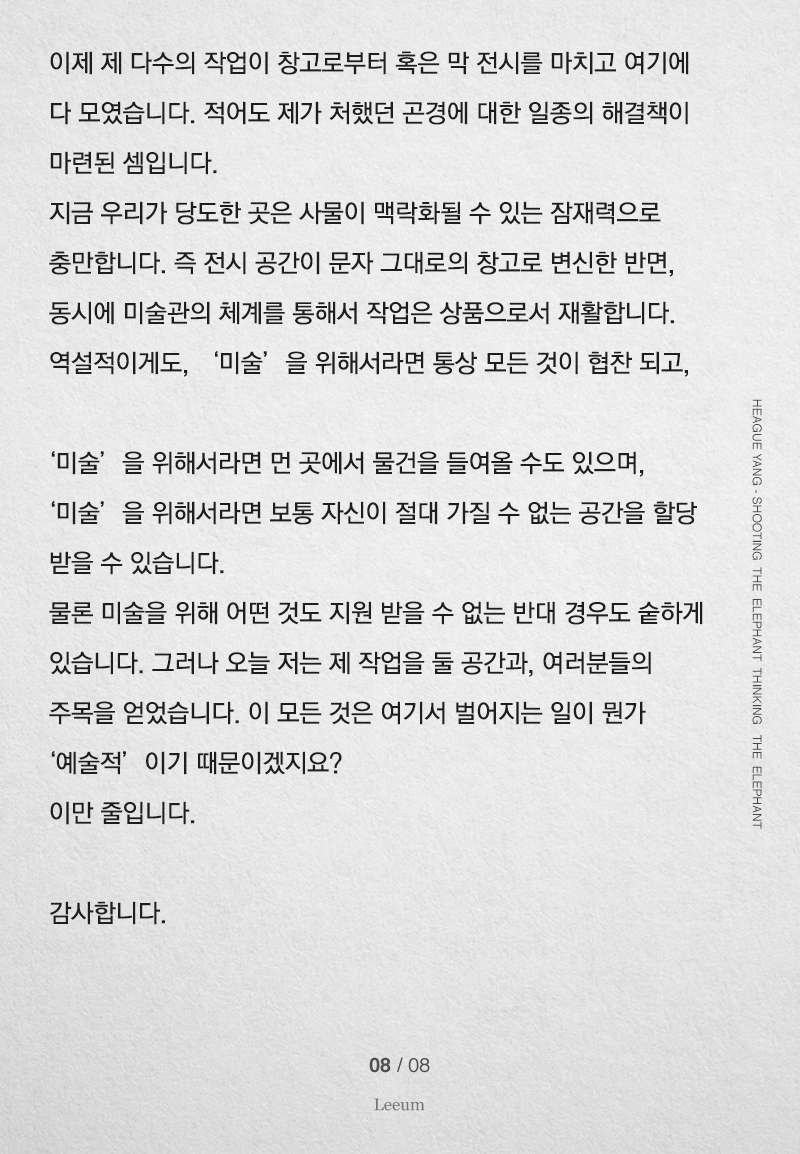 이제 제 다수의 작업이 창고로부터 혹은 막 전시를 마치고 여기에
다 모였습니다. 적어도 제가 처했던 곤경에 대한 일종의 해결책이
마련된 셈입니다.
지금 우리가 당도한 곳은 사물이 맥락화될 수 있는 잠재력으로
충만합니다. 즉 전시 공간이 문자 그대로의 창고로 변신한 반면,
동시에 미술관의 체계를 통해서 작업은 상품으로서 재활합니다.
역설적이게도, ‘미술’ 을 위해서라면 통상 모든 것이 협찬 되고,
‘미술’ 을 위해서라면 먼 곳에서 물건을 들여올 수도 있으며,
‘미술’ 을 위해서라면 보통 자신이 절대 가질 수 없는 공간을 할당
받을 수 있습니다.
물론 미술을 위해 어떤 것도 지원 받을 수 없는 반대 경우도 숱하게
있습니다. 그러나 오늘 저는 제 작업을 둘 공간과, 여러분들의
주목을 얻었습니다. 이 모든 것은 여기서 벌어지는 일이 뭔가
‘예술적’ 이기 때문이겠지요?
이만 줄입니다.
감사합니다.
HEAGUE YANG - SHOOTING THE ELEPHANT THINKING THE ELEPHANT
08 / 08
Leeum